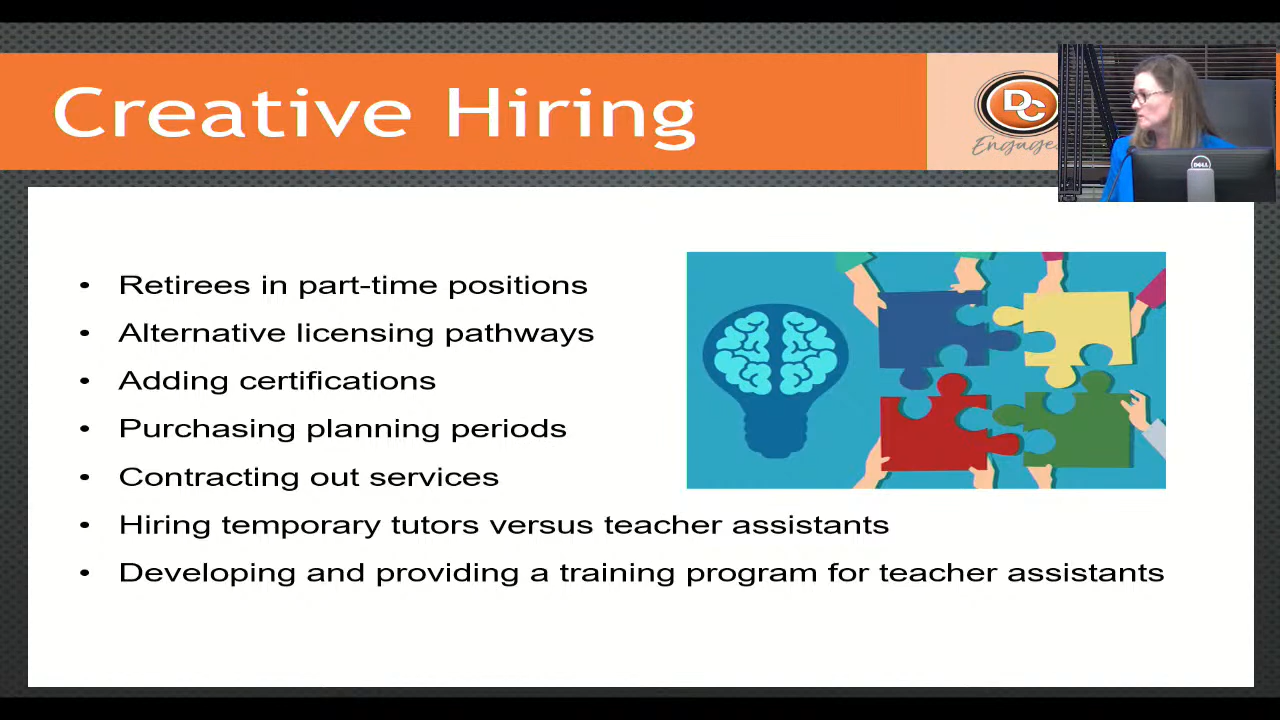 Creative Hiring
DC
Engage
DELL
• Retirees in part-time positions
• Alternative licensing pathways
• Adding certifications
• Purchasing planning periods
• Contracting out services
• Hiring temporary tutors versus teacher assistants
• Developing and providing a training program for teacher assistants